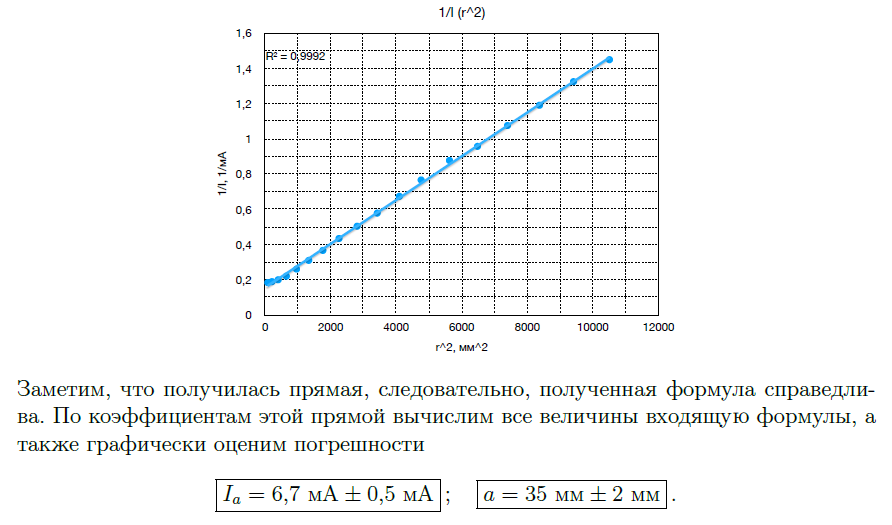 1/I (r^2)
1,6
R² = 0,9992
1,4
1,2
1
0,8
0,6
0,4
0,2
0
1/I, 1/мА
0 2000 4000 6000 8000 10000 12000
r^2, мм^2
Заметим, что получилась прямая, следовательно, полученная формула справедли-
ва. По коэффициентам этой прямой вычислим все величины входящую формулы, а
также графически оценим погрешности
Iₐ = 6,7 мА ± 0,5 мА ; a = 35 мм ± 2 мм .